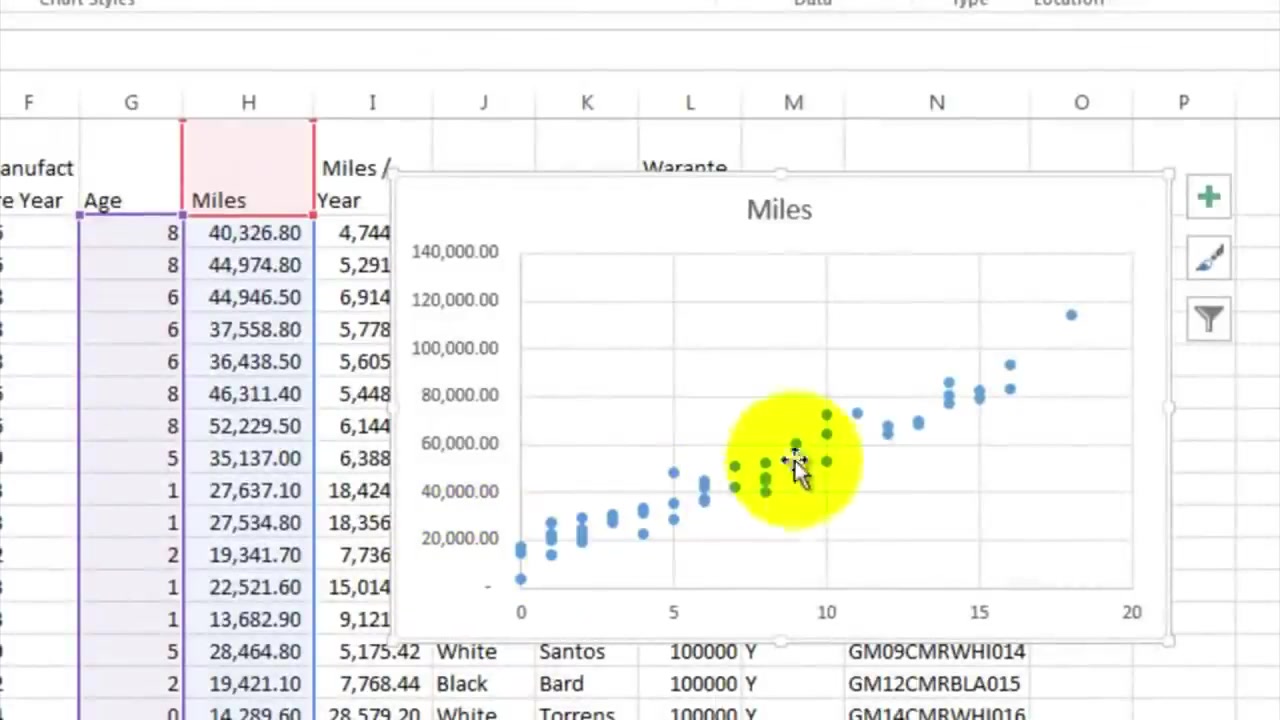 Chart Styles Data Type Location
F G H I J K L M N O P
anufact Miles / Warante
re Year Age Miles Year
8 40,326.80 4,744
8 44,974.80 5,291
6 44,946.50 6,914
6 37,558.80 5,778
6 36,438.50 5,605
8 46,311.40 5,448
8 52,229.50 6,144
5 35,137.00 6,388
1 27,637.10 18,424
1 27,534.80 18,356
2 19,341.70 7,736
1 22,521.60 15,014
1 13,682.90 9,121
5 28,464.80 5,175.42 White Santos 100000 Y GM09CMRWHI014
2 19,421.10 7,768.44 Black Bard 100000 Y GM12CMRBLA015
0 14,289.60 28,579.20 White Torrens 100000 Y GM14CMRWHI016
Miles
140,000.00
120,000.00
100,000.00
80,000.00
60,000.00
40,000.00
20,000.00
-
0 5 10 15 20